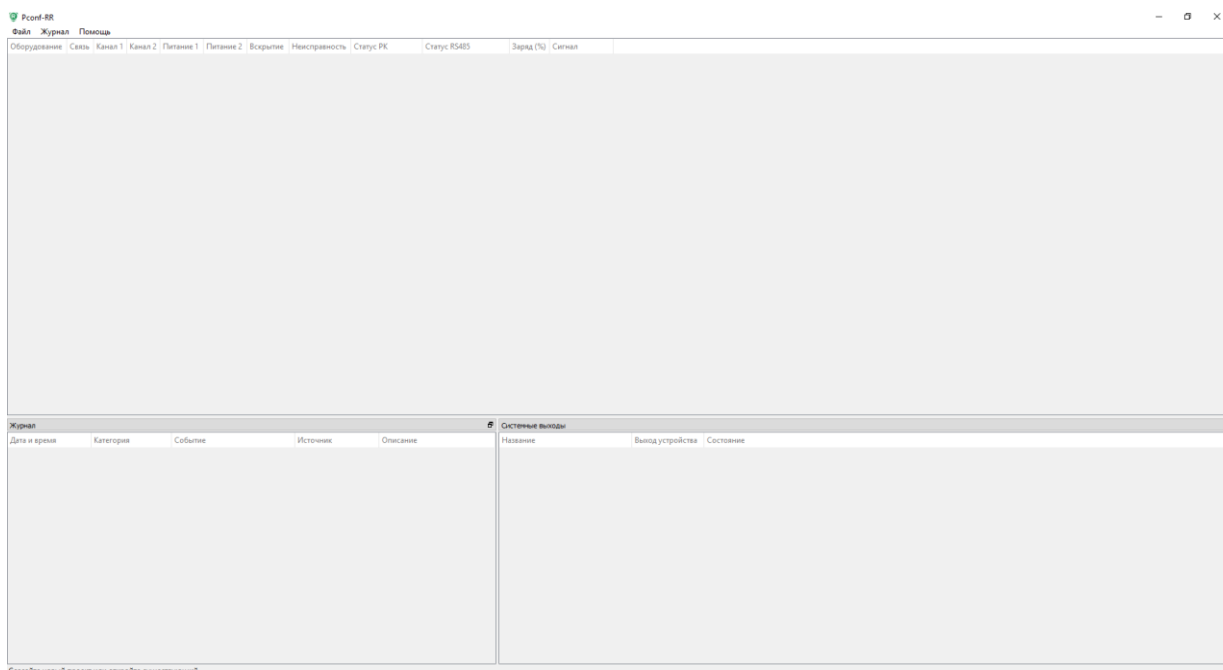 Pconf-RR
Файл Журнал Помощь
Оборудование Связь Канал 1 Канал 2 Питание 1 Питание 2 Вскрытие Неисправность Статус РК Статус RS485 Заряд (%) Сигнал
Журнал Системные выходы
Дата и время Категория Событие Источник Описание Название Выход устройства Состояние